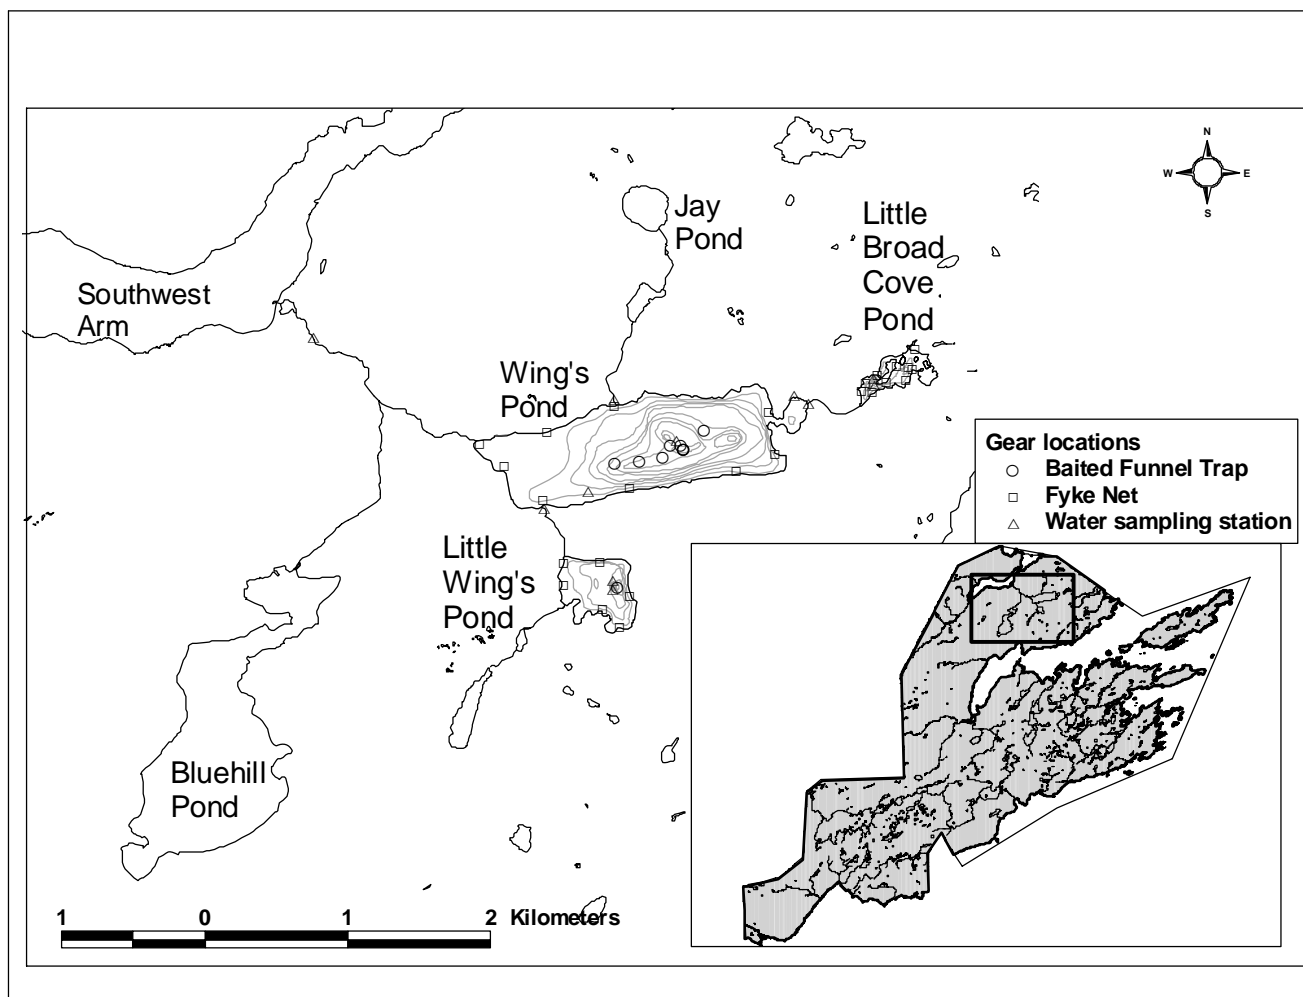 N
W
E
S
Jay
Pond
Little
Broad
Cove
Pond
Southwest
Arm
Wing's
Pond
Gear locations
Baited Funnel Trap
Fyke Net
Water sampling station
Little
Wing's
Pond
Bluehill
Pond
1 0 1 2 Kilometers